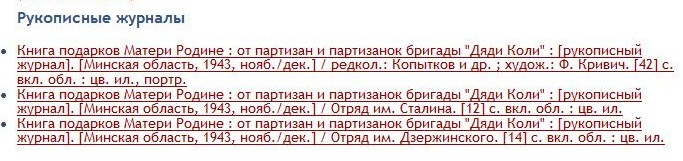 Рукописные журналы
Книга подарков Матери Родине : от партизан и партизанок бригады "Дяди Коли" : [рукописный
журнал]. [Минская область, 1943, нояб./дек.] / редкол.: Копытков и др. ; худож.: Ф. Кривич. [42] с.
вкл. обл. : цв. ил., портр.
Книга подарков Матери Родине : от партизан и партизанок бригады "Дяди Коли" : [рукописный
журнал]. [Минская область, 1943, нояб./дек.] / Отряд им. Сталина. [12] с. вкл. обл. : цв. ил.
Книга подарков Матери Родине : от партизан и партизанок бригады "Дяди Коли" : [рукописный
журнал]. [Минская область, 1943, нояб./дек.] / Отряд им. Дзержинского. [14] с. вкл. обл. : цв. ил.